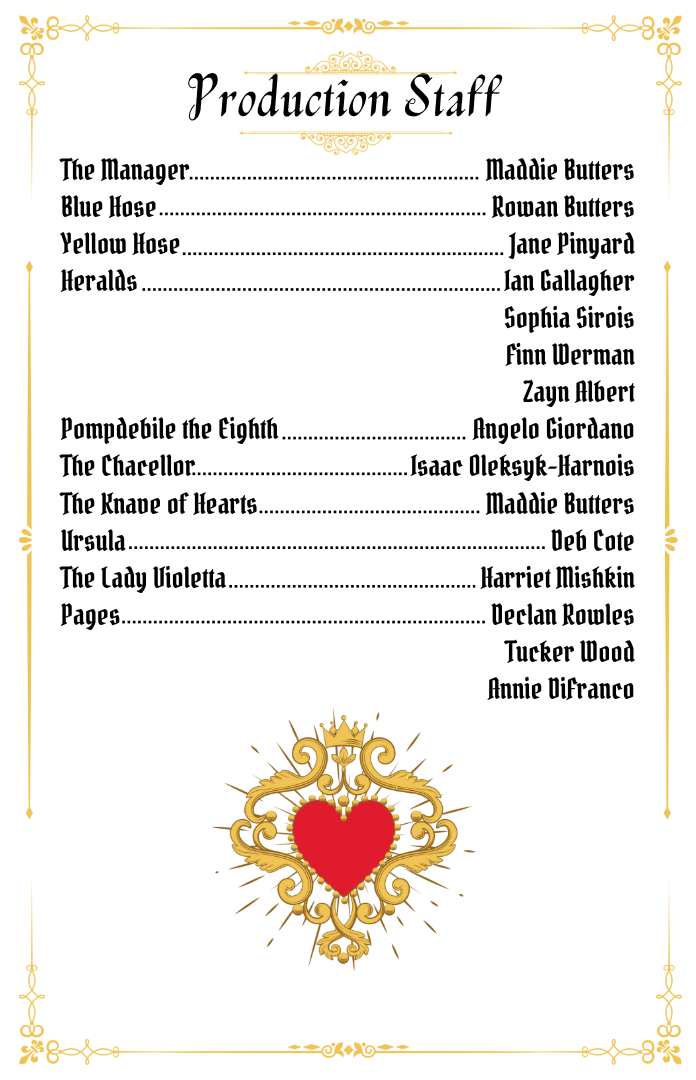 Production Staff
The Manager........................................................ Maddie Butters
Blue Hose................................................................ Rowan Butters
Yellow Hose............................................................... Jane Pinyard
Heralds......................................................................Ian Gallagher
Sophia Sirois
Finn Werman
Zayn Albert
Pompdebile the Eighth.................................... Angelo Giordano
The Chacellor..........................................Isaac Oleksyk-Harnois
The Knave of Hearts........................................... Maddie Butters
Ursula................................................................................. Deb Cote
The Lady Violetta................................................ Harriet Mishkin
Pages....................................................................... Declan Rowles
Tucker Wood
Annie DiFranco